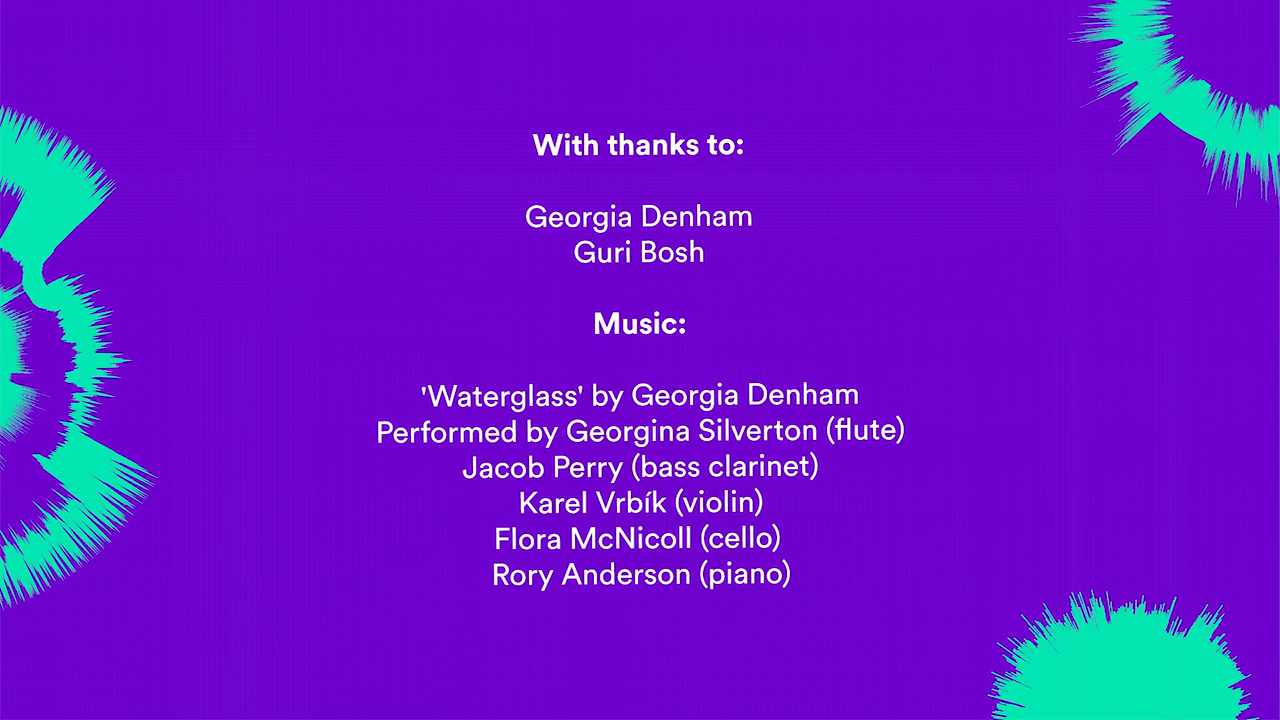 With thanks to:
Georgia Denham
Guri Bosh
Music:
'Waterglass' by Georgia Denham
Performed by Georgina Silverton (flute)
Jacob Perry (bass clarinet)
Karel Vrbík (violin)
Flora McNicoll (cello)
Rory Anderson (piano)